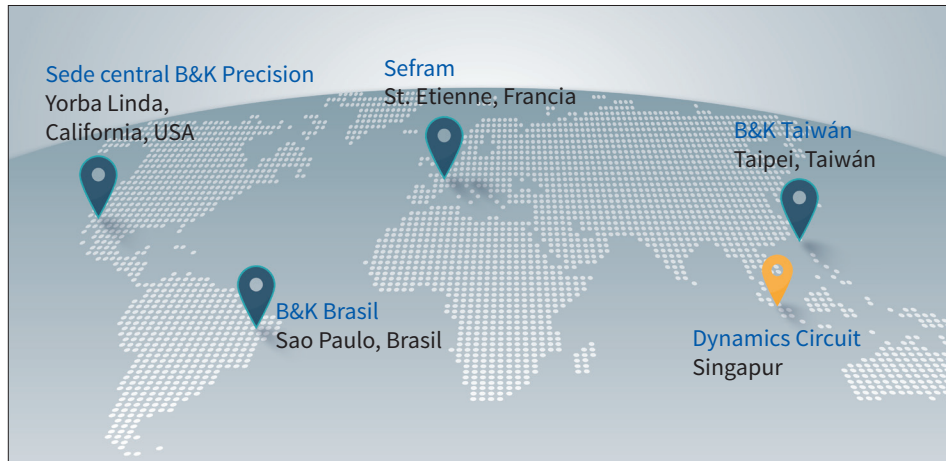 Sede central B&K Precision
Yorba Linda,
California, USA
Sefram
St. Etienne, Francia
B&K Taiwán
Taipei, Taiwán
B&K Brasil
Sao Paulo, Brasil
Dynamics Circuit
Singapur